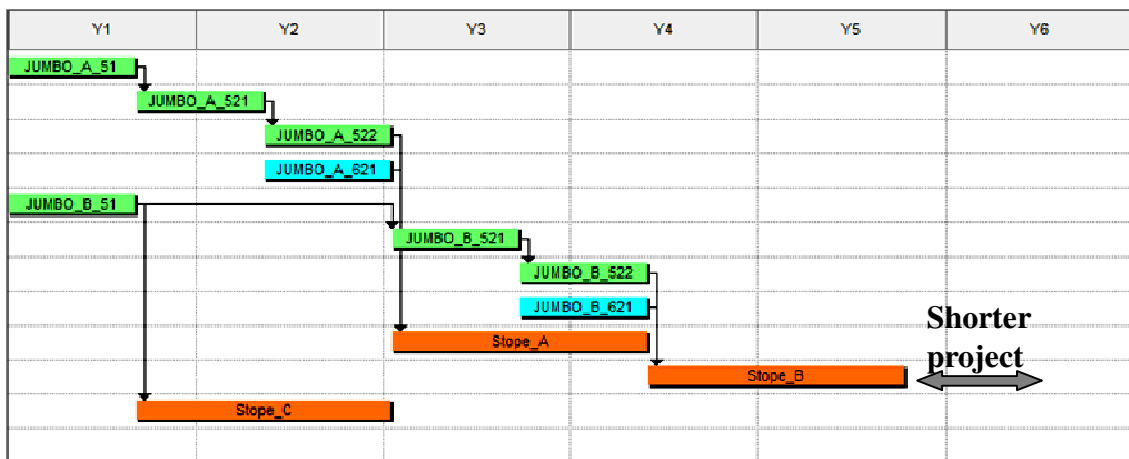 Y1 Y2 Y3 Y4 Y5 Y6
JUMBO_A_51
JUMBO_A_521
JUMBO_A_522
JUMBO_A_621
JUMBO_B_51
JUMBO_B_521
JUMBO_B_522
JUMBO_B_621
Shorter
project
Stope_A
Stope_B
Stope_C